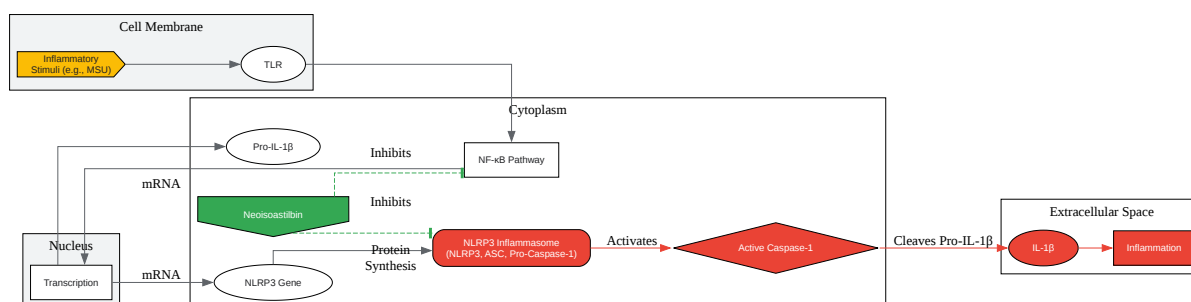 Cell Membrane
Inflammatory
Stimuli (e.g., MSU)
TLR
Cytoplasm
Pro-IL-1β
Inhibits
NF-κB Pathway
mRNA
Neoisoastilbin
Inhibits
Nucleus
Transcription
mRNA
NLRP3 Gene
Protein
Synthesis
NLRP3 Inflammasome
(NLRP3, ASC, Pro-Caspase-1)
Activates
Active Caspase-1
Cleaves Pro-IL-1β
Extracellular Space
IL-1β
Inflammation